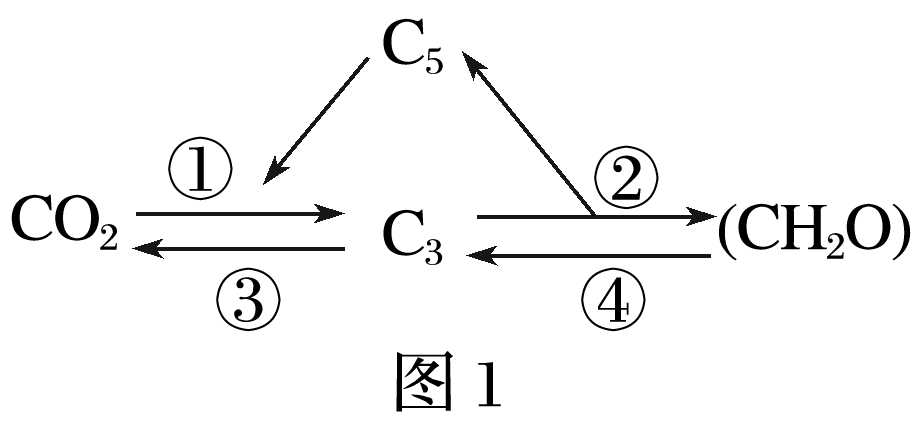 C₅
① ②
CO₂ C₃ (CH₂O)
③ ④
图 1